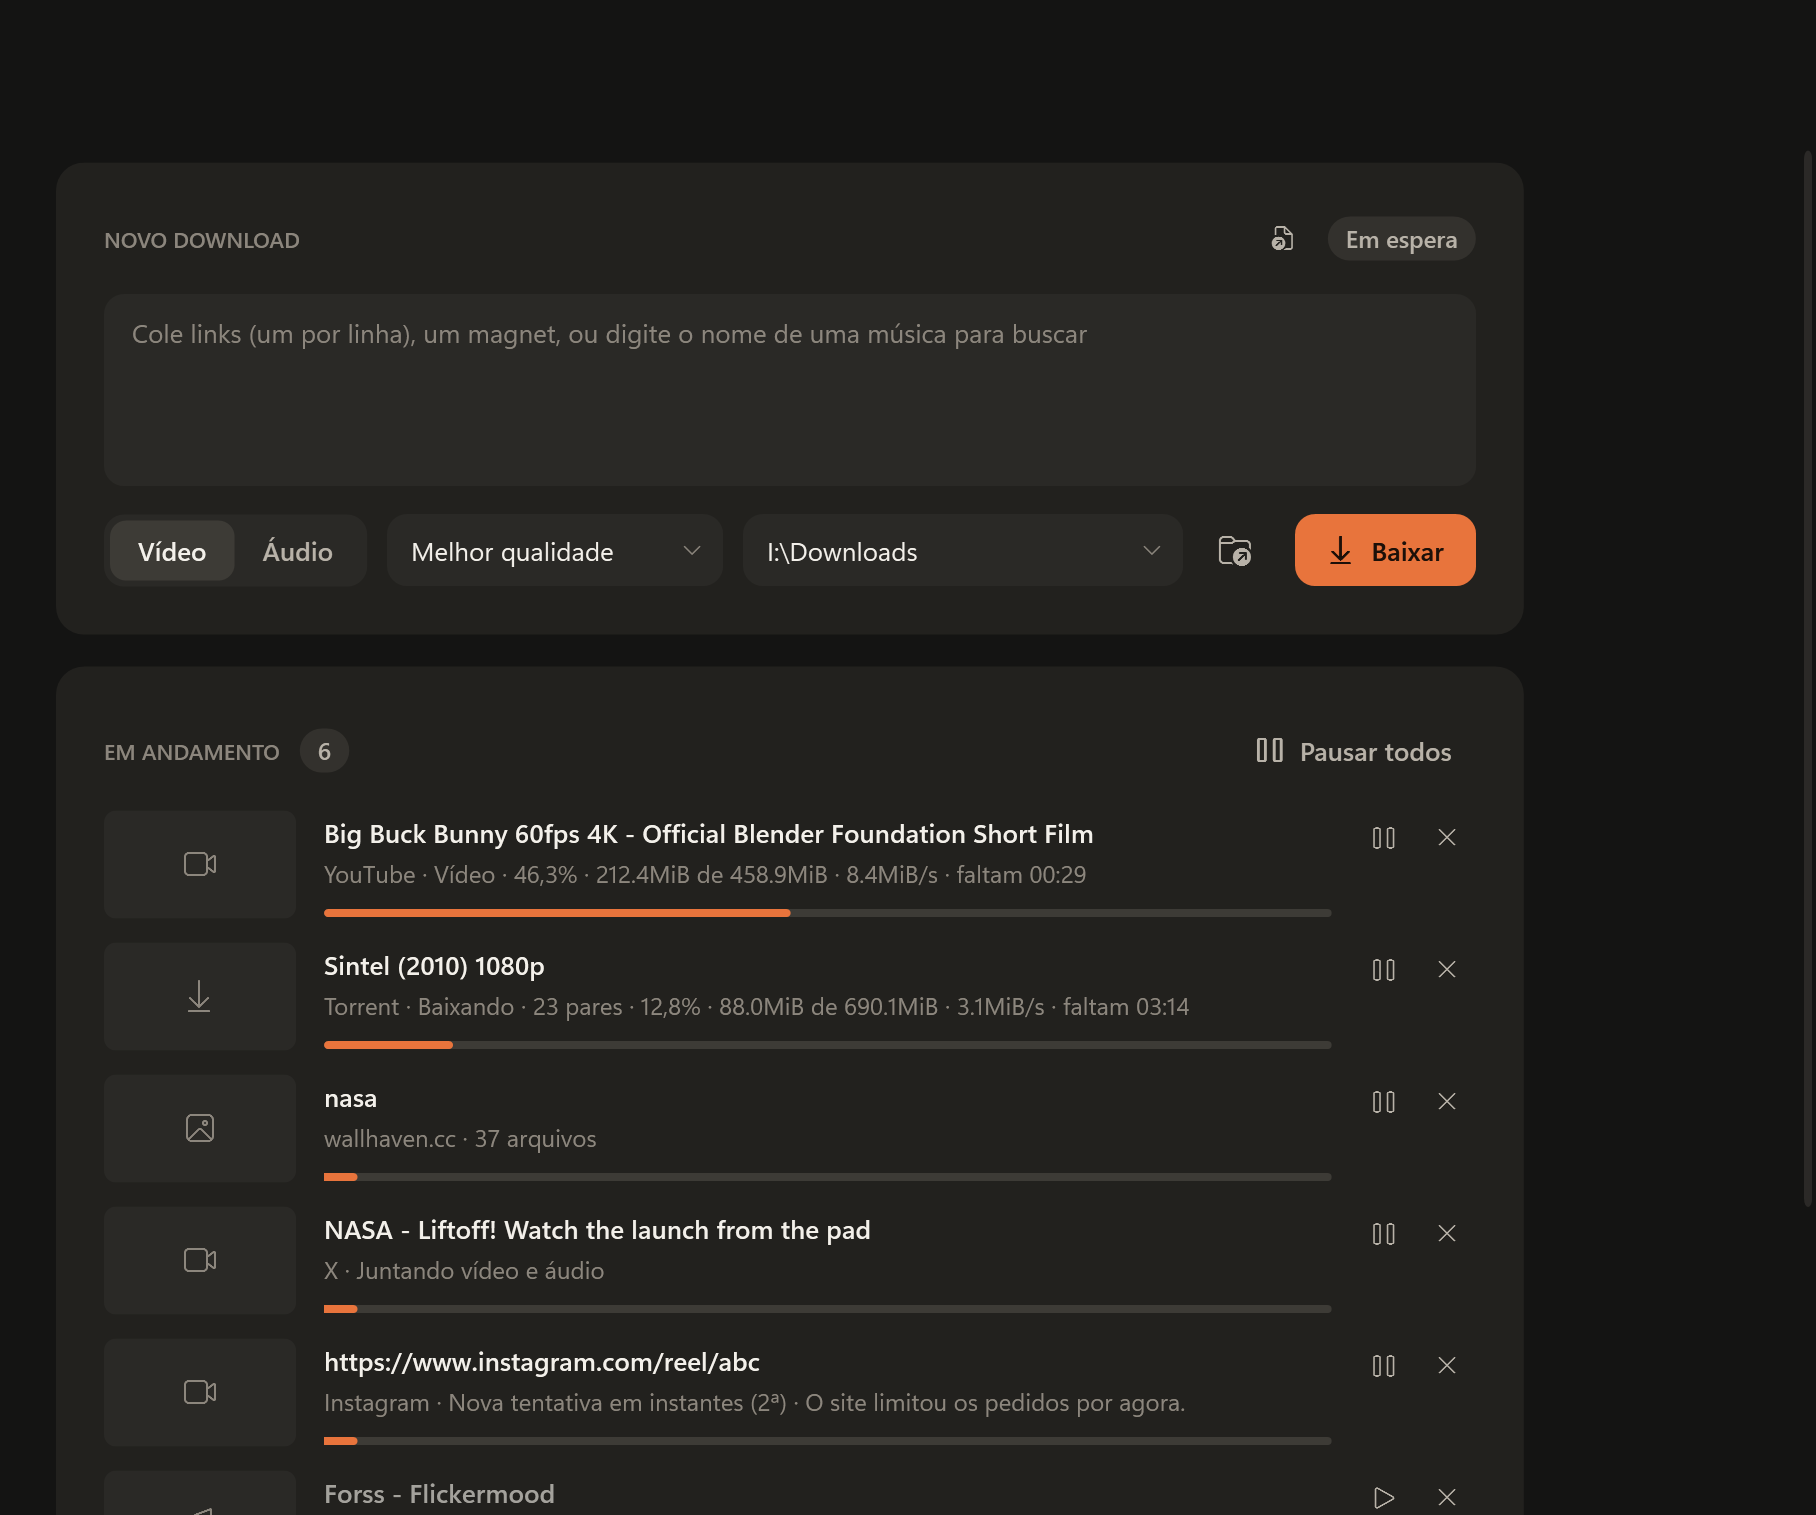 NOVO DOWNLOAD
Em espera
Cole links (um por linha), um magnet, ou digite o nome de uma música para buscar
Vídeo
Áudio
Melhor qualidade
I:\Downloads
Baixar
EM ANDAMENTO
6
Pausar todos
Big Buck Bunny 60fps 4K - Official Blender Foundation Short Film
YouTube · Vídeo · 46,3% · 212.4MiB de 458.9MiB · 8.4MiB/s · faltam 00:29
Sintel (2010) 1080p
Torrent · Baixando · 23 pares · 12,8% · 88.0MiB de 690.1MiB · 3.1MiB/s · faltam 03:14
nasa
wallhaven.cc · 37 arquivos
NASA - Liftoff! Watch the launch from the pad
X · Juntando vídeo e áudio
https://www.instagram.com/reel/abc
Instagram · Nova tentativa em instantes (2ª) · O site limitou os pedidos por agora.
Forss - Flickermood